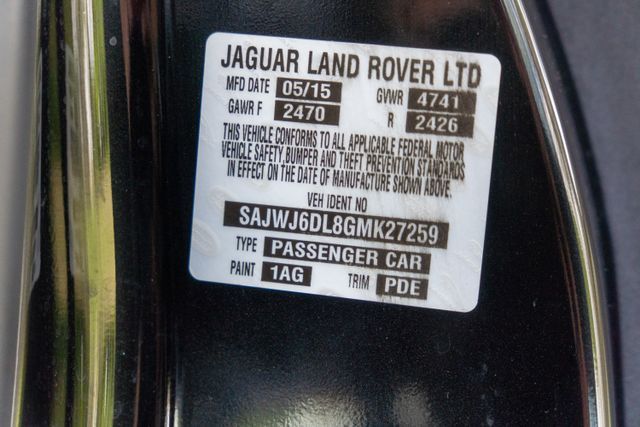 JAGUAR LAND ROVER LTD
MFD DATE 05/15 GVWR 4741
GAWR F 2470 R 2426
THIS VEHICLE CONFORMS TO ALL APPLICABLE FEDERAL MOTOR
VEHICLE SAFETY, BUMPER AND THEFT PREVENTION STANDARDS
IN EFFECT ON THE DATE OF MANUFACTURE SHOWN ABOVE.
VEH IDENT NO
SAJWJ6DL8GMK27259
TYPE PASSENGER CAR
PAINT 1AG TRIM PDE